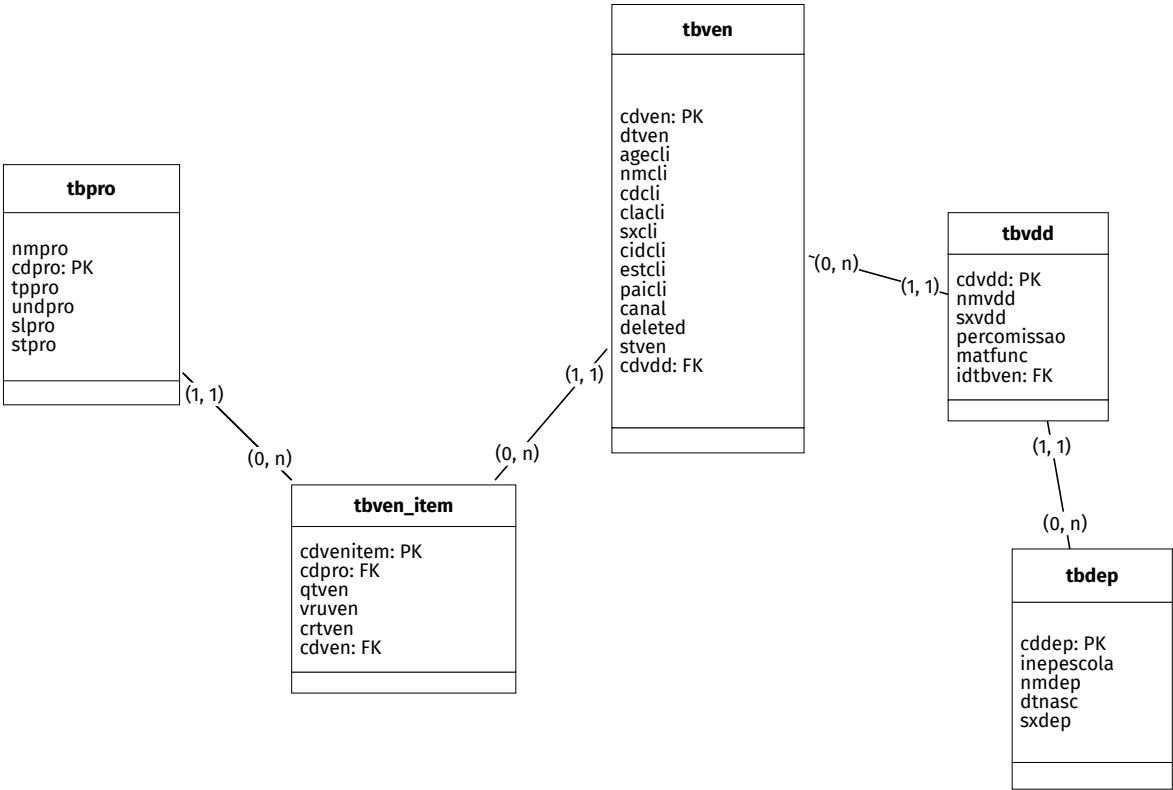 tbven
cdven: PK
dtven
agecli
nmcli
cdcli
clacli
sxcli
cidcli
estcli
paicli
canal
deleted
stven
cdvdd: FK
tbpro
nmpro
cdpro: PK
tppro
undpro
slpro
stpro
tbvdd
cdvdd: PK
nmvdd
sxvdd
percomissao
matfunc
idtbven: FK
(0, n)
(1, 1)
(1, 1)
(0, n)
(1, 1)
(0, n)
(1, 1)
(0, n)
tbven_item
cdvenitem: PK
cdpro: FK
qtven
vruven
crtven
cdven: FK
tbdep
cddep: PK
inepescola
nmdep
dtnasc
sxdep